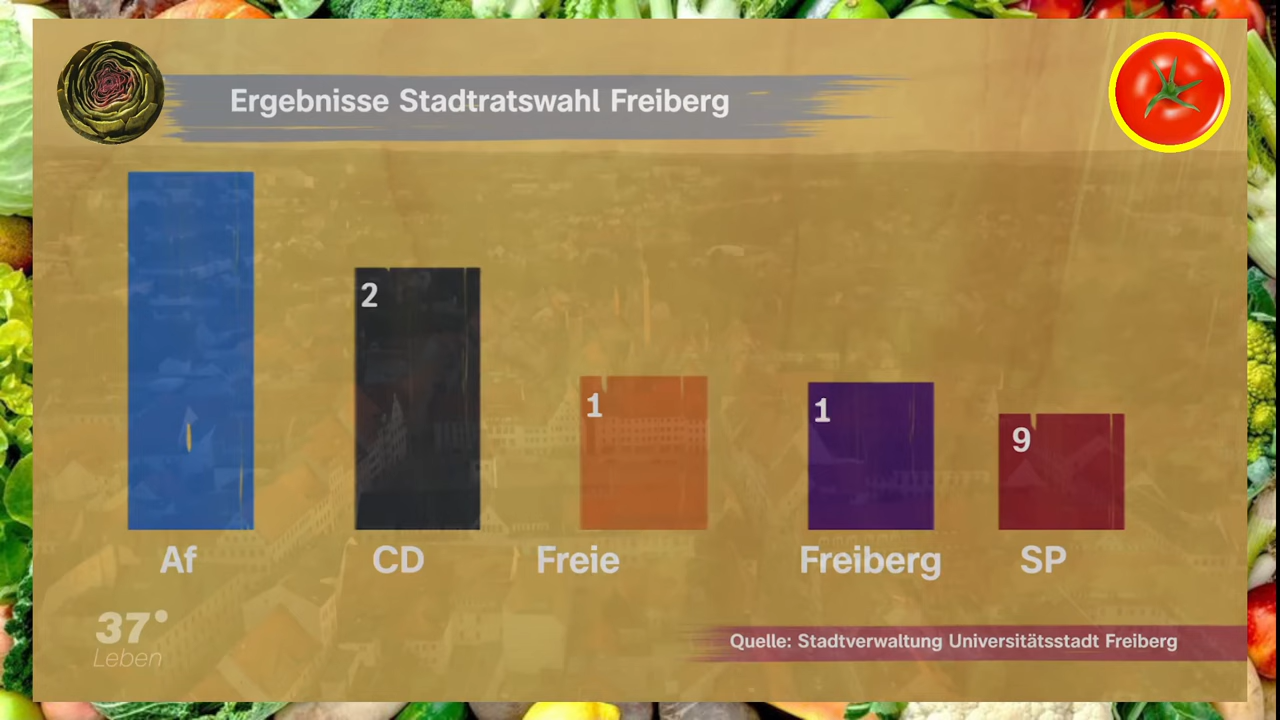 Ergebnisse Stadtratswahl Freiberg
2
1
1
9
Af
CD
Freie
Freiberg
SP
37°
Leben
Quelle: Stadtverwaltung Universitätsstadt Freiberg